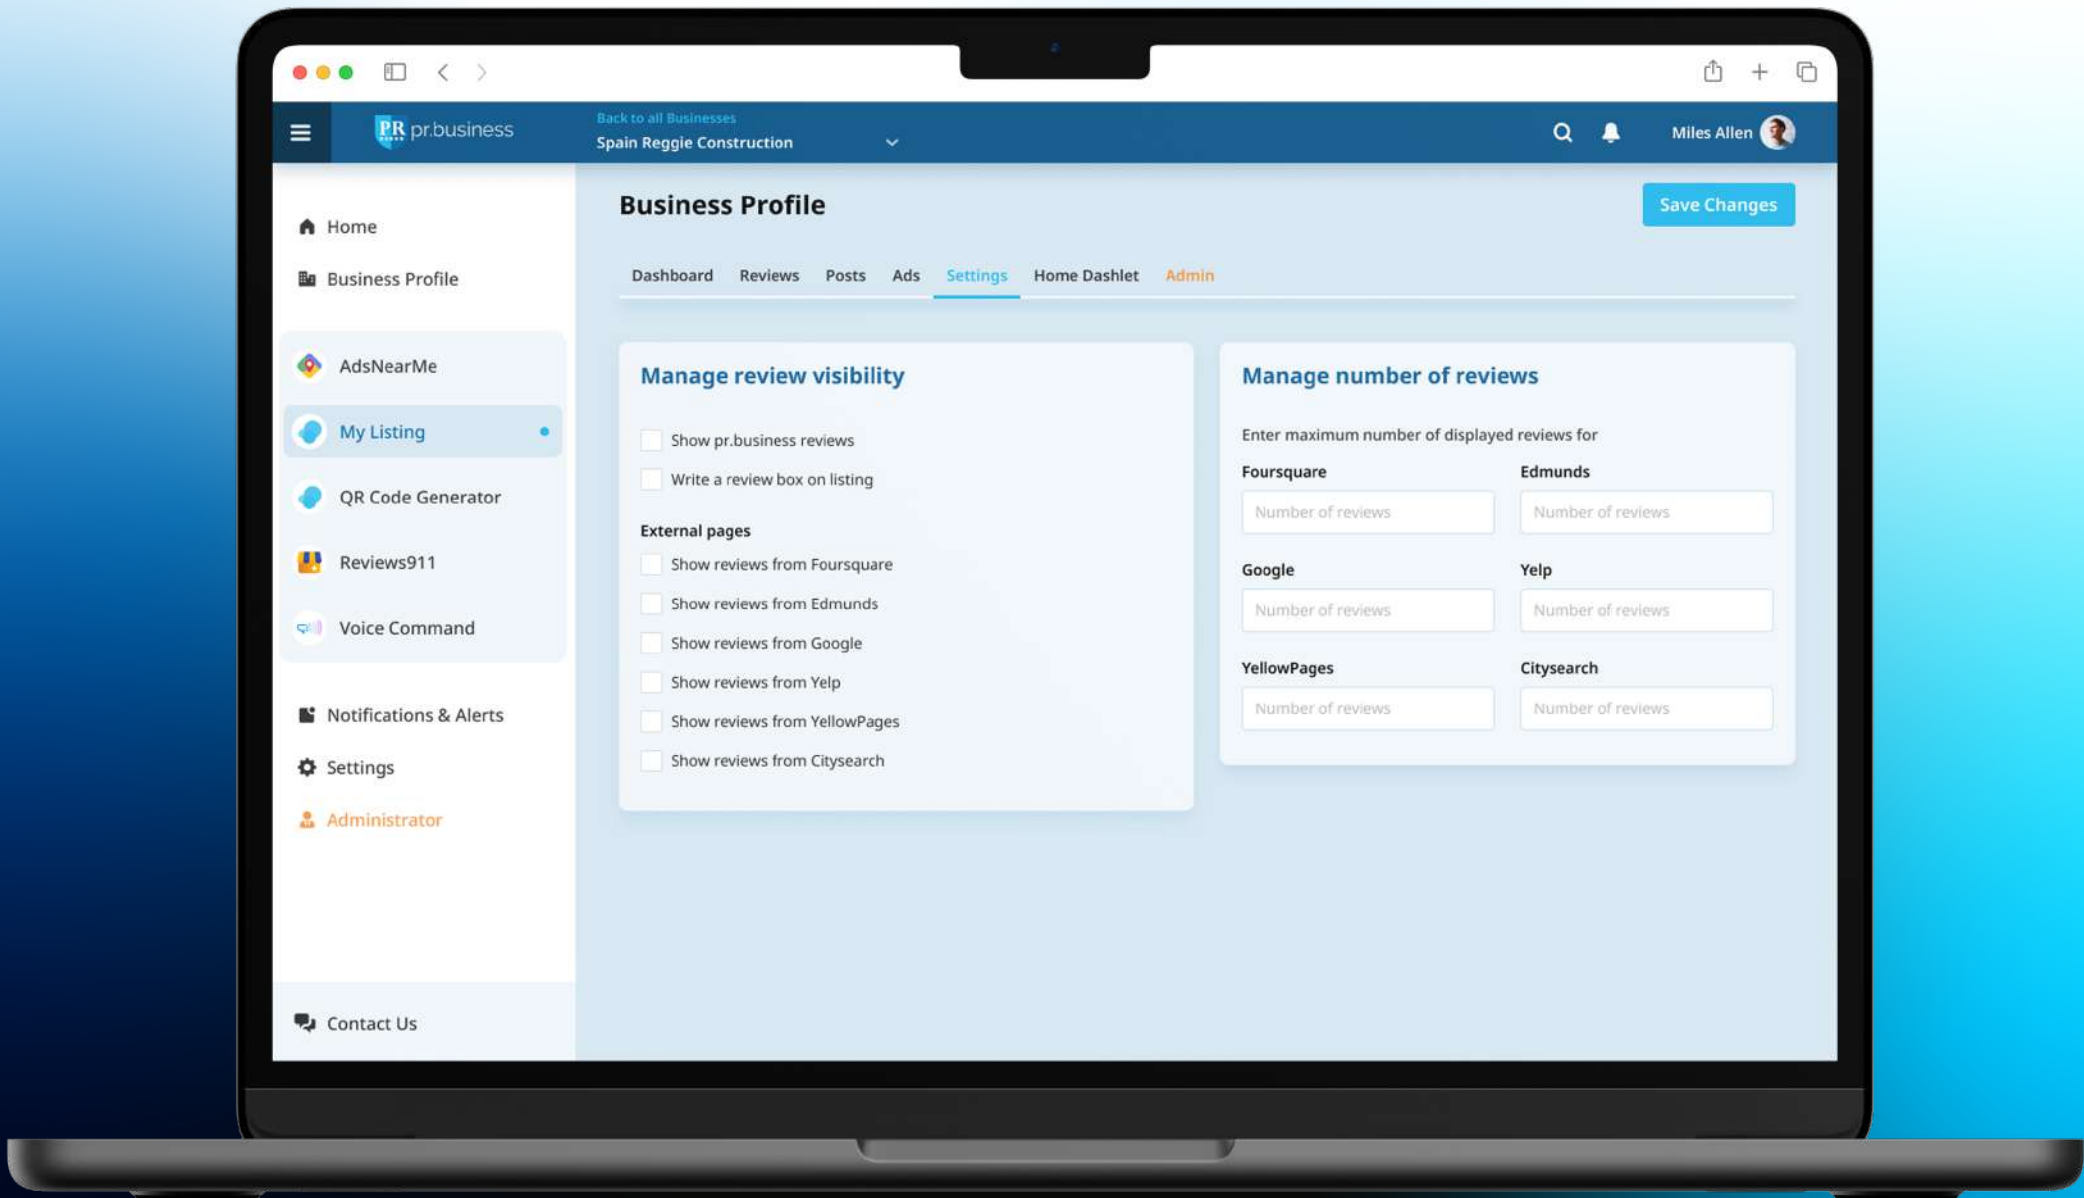 PR pr.business
Back to all Businesses
Spain Reggie Construction
Miles Allen
Home
Business Profile
AdsNearMe
My Listing
QR Code Generator
Reviews911
Voice Command
Notifications & Alerts
Settings
Administrator
Contact Us
Business Profile
Save Changes
Dashboard Reviews Posts Ads Settings Home Dashlet Admin
Manage review visibility
Show pr.business reviews
Write a review box on listing
External pages
Show reviews from Foursquare
Show reviews from Edmunds
Show reviews from Google
Show reviews from Yelp
Show reviews from YellowPages
Show reviews from Citysearch
Manage number of reviews
Enter maximum number of displayed reviews for
Foursquare Edmunds
Number of reviews Number of reviews
Google Yelp
Number of reviews Number of reviews
YellowPages Citysearch
Number of reviews Number of reviews